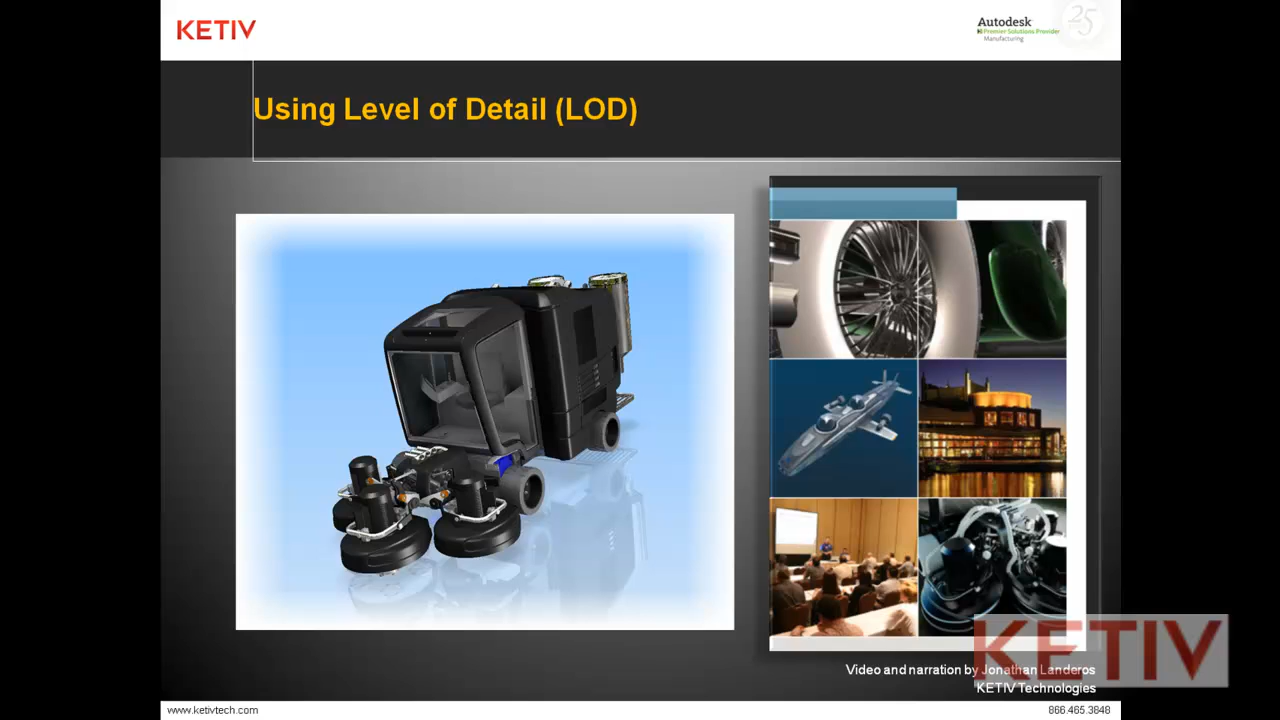 KETIV
Autodesk
Premier Solutions Provider
Manufacturing
25
Using Level of Detail (LOD)
KETIV
Video and narration by Jonathan Landeros
KETIV Technologies
www.ketivtech.com
866.465.3848